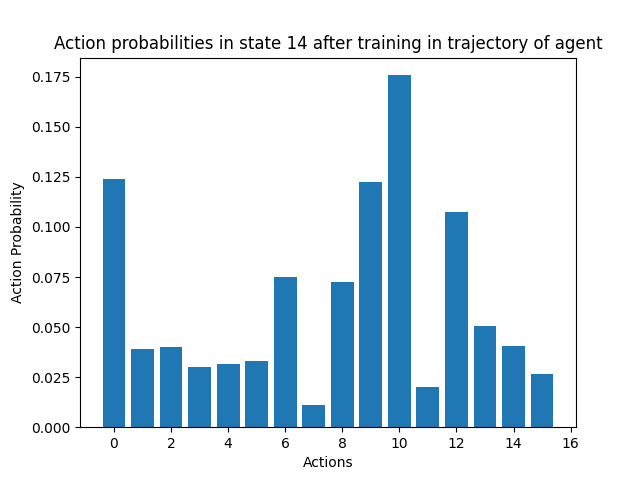 Action probabilities in state 14 after training in trajectory of agent
0.175
0.150
0.125
0.100
0.075
0.050
0.025
0.000
Action Probability
0 2 4 6 8 10 12 14 16
Actions